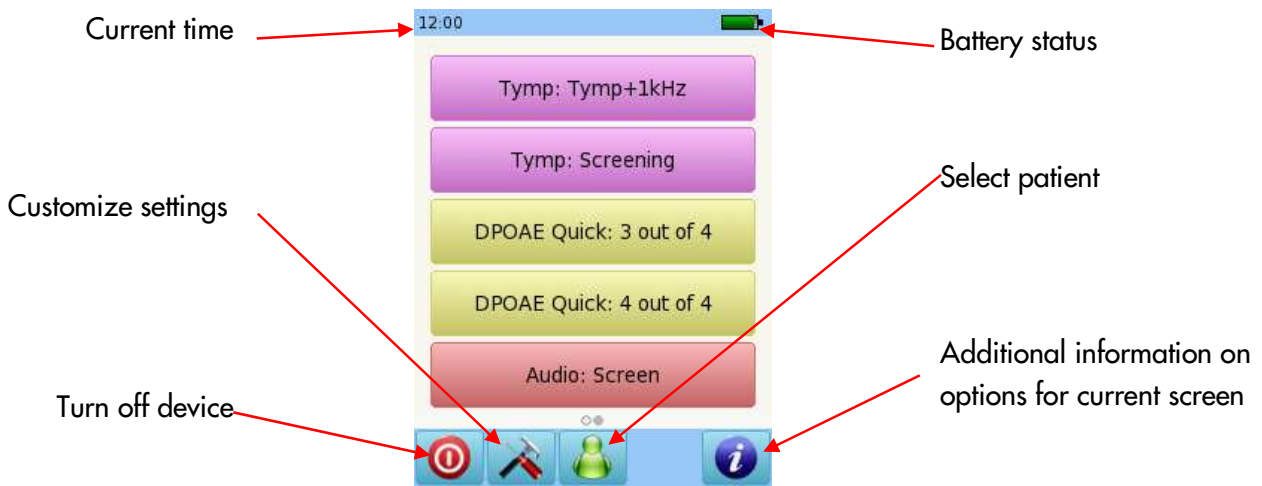 Current time
12:00
Battery status
Tymp: Tymp+1kHz
Tymp: Screening
Select patient
Customize settings
DPOAE Quick: 3 out of 4
DPOAE Quick: 4 out of 4
Additional information on
options for current screen
Audio: Screen
Turn off device
i